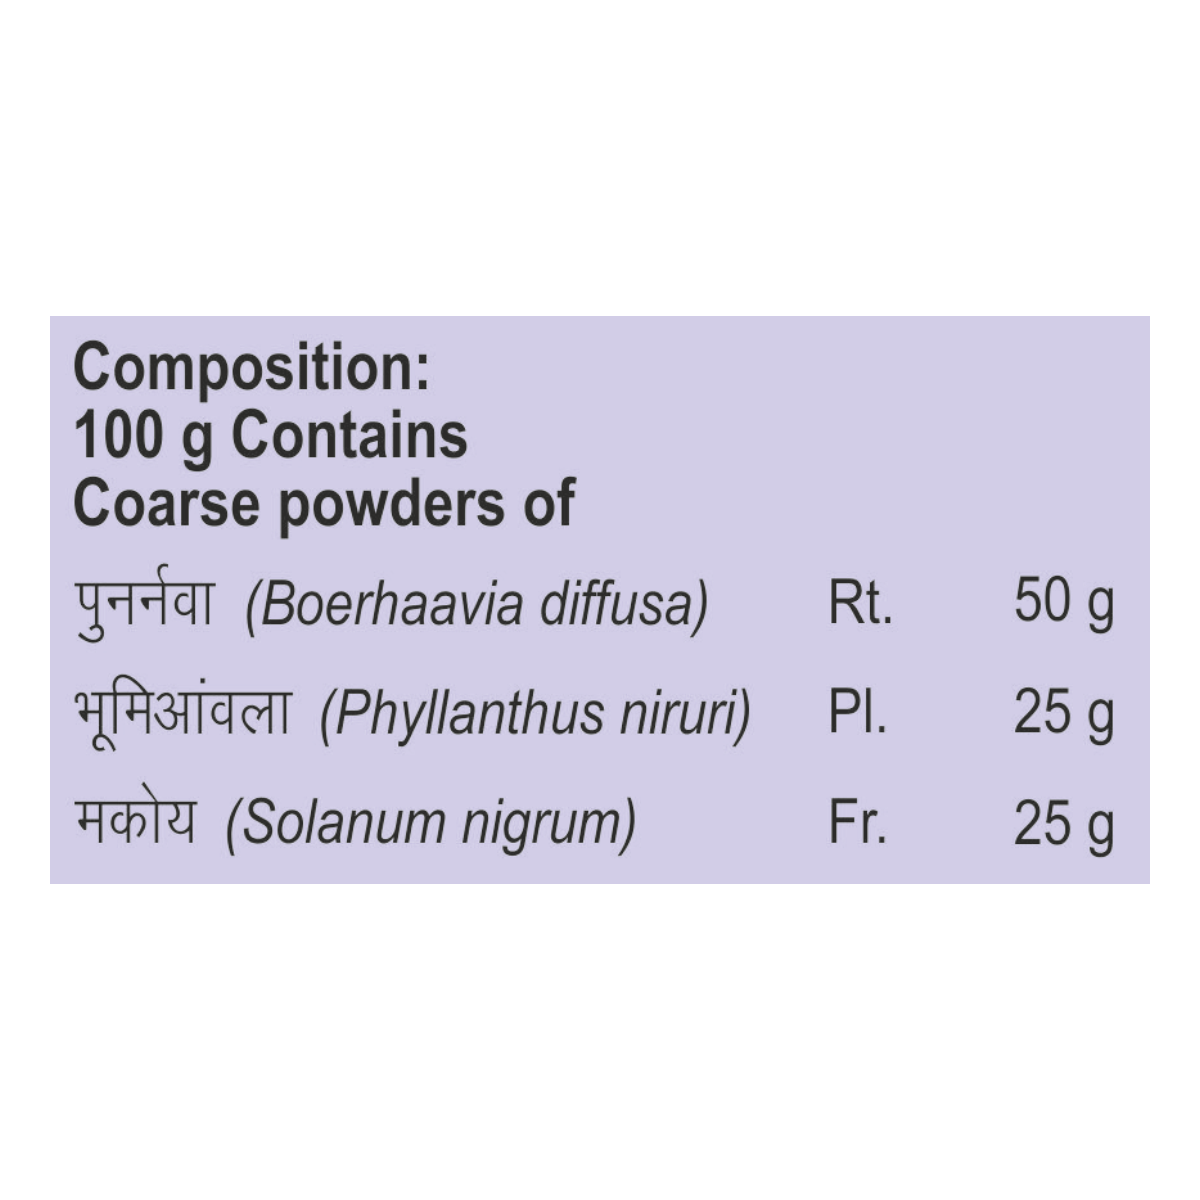 Composition:
100 g Contains
Coarse powders of
पुनर्नवा (Boerhaavia diffusa) Rt. 50 g
भूमिआंवला (Phyllanthus niruri) Pl. 25 g
मकोय (Solanum nigrum) Fr. 25 g